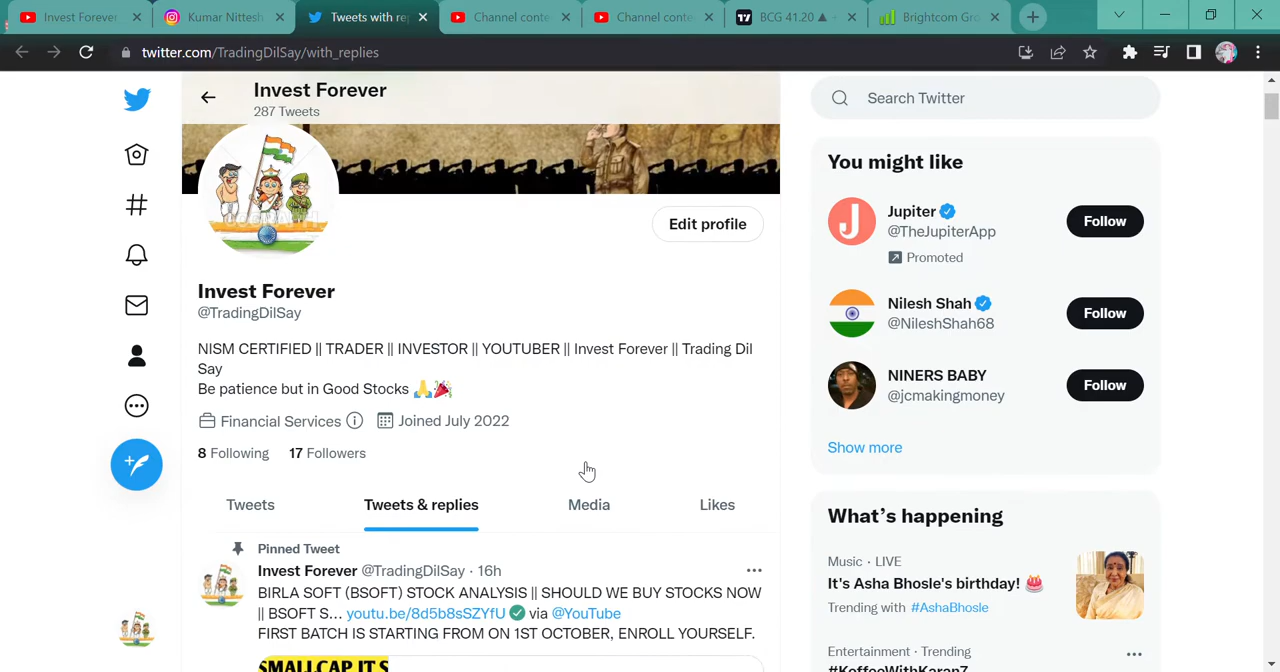 Invest Forever
Kumar Nittesh
Tweets with rep
Channel conte
Channel conte
BCG 41.20 ▲
Brightcom Gro
twitter.com/TradingDilSay/with_replies
Invest Forever
287 Tweets
Search Twitter
Edit profile
Invest Forever
@TradingDilSay
NISM CERTIFIED || TRADER || INVESTOR || YOUTUBER || Invest Forever || Trading Dil
Say
Be patience but in Good Stocks 🙏🎉
Financial Services Joined July 2022
8 Following 17 Followers
Tweets Tweets & replies Media Likes
Pinned Tweet
Invest Forever @TradingDilSay · 16h
BIRLA SOFT (BSOFT) STOCK ANALYSIS || SHOULD WE BUY STOCKS NOW
|| BSOFT S... youtu.be/8d5b8sSZYfU via @YouTube
FIRST BATCH IS STARTING FROM ON 1ST OCTOBER, ENROLL YOURSELF.
SMALLCAP IT S
You might like
Jupiter
@TheJupiterApp
Follow
Promoted
Nilesh Shah
@NileshShah68
Follow
NINERS BABY
@jcmakingmoney
Follow
Show more
What's happening
Music · LIVE
It's Asha Bhosle's birthday! 🎂
Trending with #AshaBhosle
Entertainment · Trending
#KoffeeWithKaran7